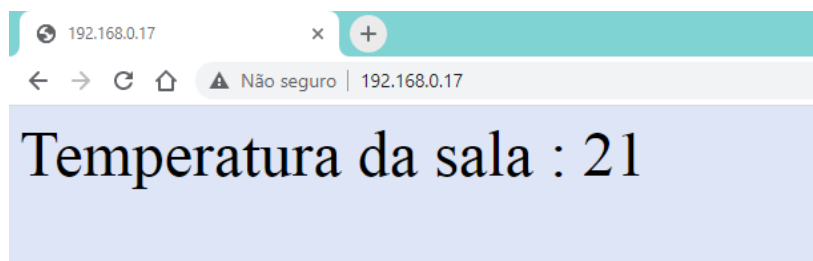 192.168.0.17
Não seguro | 192.168.0.17
Temperatura da sala : 21